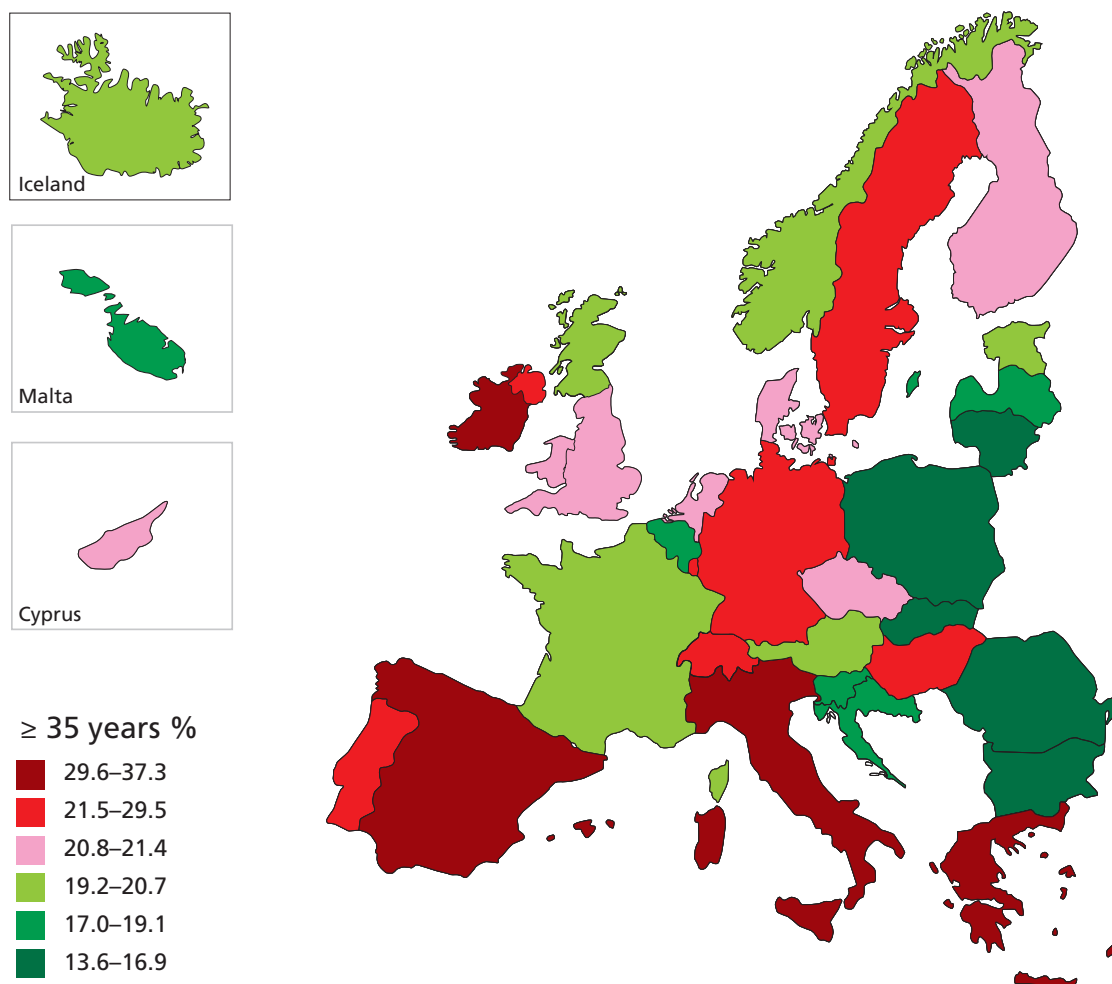 Iceland
Malta
Cyprus
≥ 35 years %
29.6–37.3
21.5–29.5
20.8–21.4
19.2–20.7
17.0–19.1
13.6–16.9